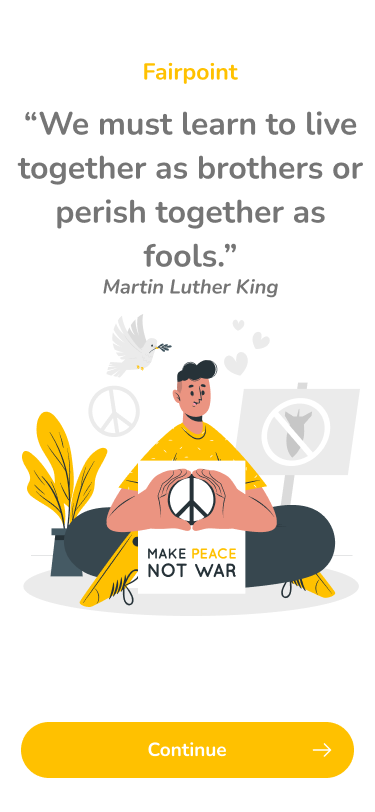 Fairpoint
“We must learn to live
together as brothers or
perish together as
fools.”
Martin Luther King
MAKE PEACE
NOT WAR
Continue